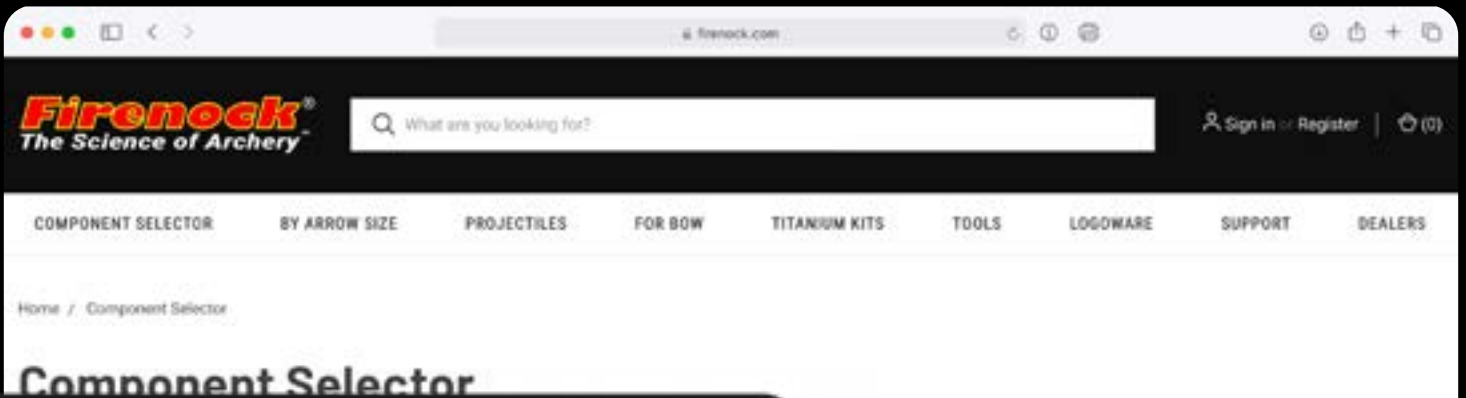 firenock.com
Firenock®
The Science of Archery™
What are you looking for?
Sign in or Register | (0)
COMPONENT SELECTOR BY ARROW SIZE PROJECTILES FOR BOW TITANIUM KITS TOOLS LOGOWARE SUPPORT DEALERS
Home / Component Selector
Component Selector